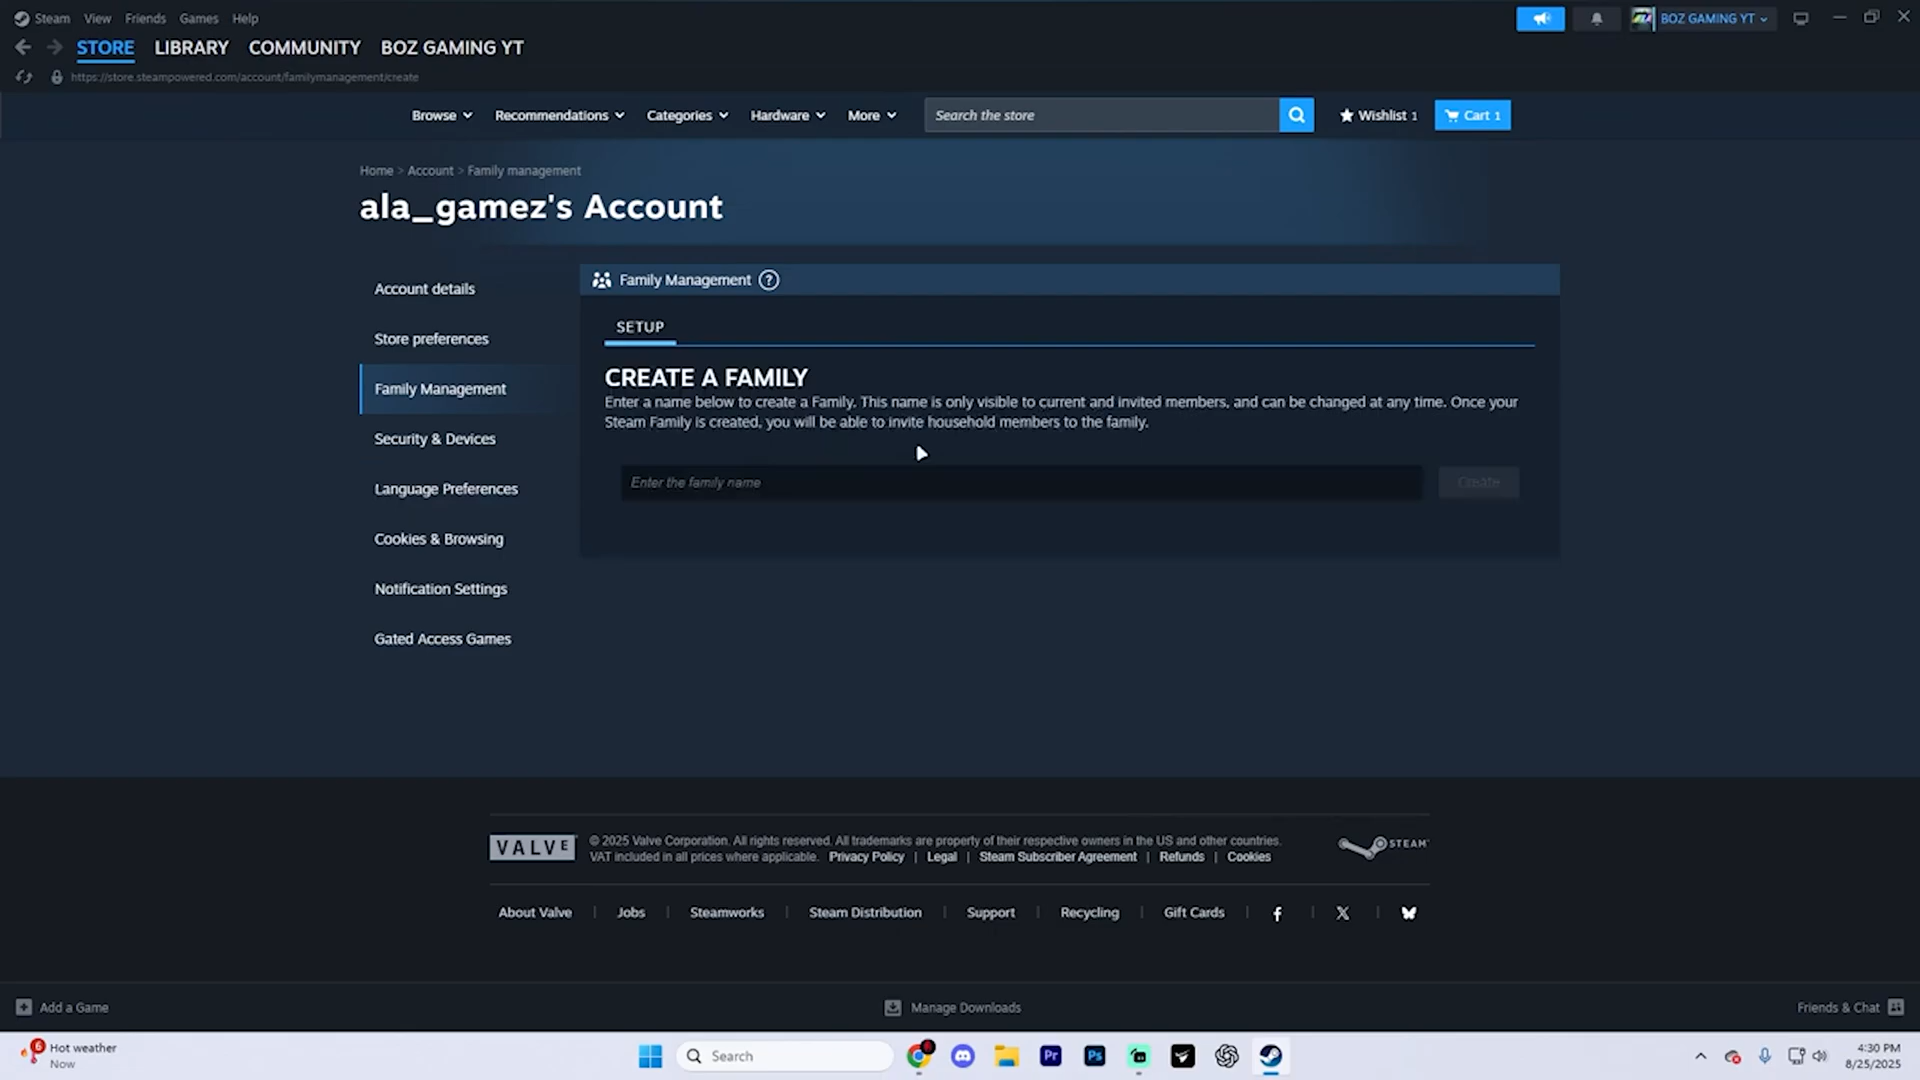 Steam View Friends Games Help
BOZ GAMING YT
STORE LIBRARY COMMUNITY BOZ GAMING YT
https://store.steampowered.com/account/familymanagement/create
Browse Recommendations Categories Hardware More Search the store Wishlist 1 Cart 1
Home > Account > Family management
ala_gamez's Account
Account details
Store preferences
Family Management
Security & Devices
Language Preferences
Cookies & Browsing
Notification Settings
Gated Access Games
Family Management ?
SETUP
CREATE A FAMILY
Enter a name below to create a Family. This name is only visible to current and invited members, and can be changed at any time. Once your
Steam Family is created, you will be able to invite household members to the family.
Enter the family name Create
VALVE
© 2025 Valve Corporation. All rights reserved. All trademarks are property of their respective owners in the US and other countries.
VAT included in all prices where applicable. Privacy Policy | Legal | Steam Subscriber Agreement | Refunds | Cookies
STEAM
About Valve | Jobs | Steamworks | Steam Distribution | Support | Recycling | Gift Cards
Add a Game Manage Downloads Friends & Chat
6
Hot weather
Now
Search
Pr
Ps
4:30 PM
8/25/2025